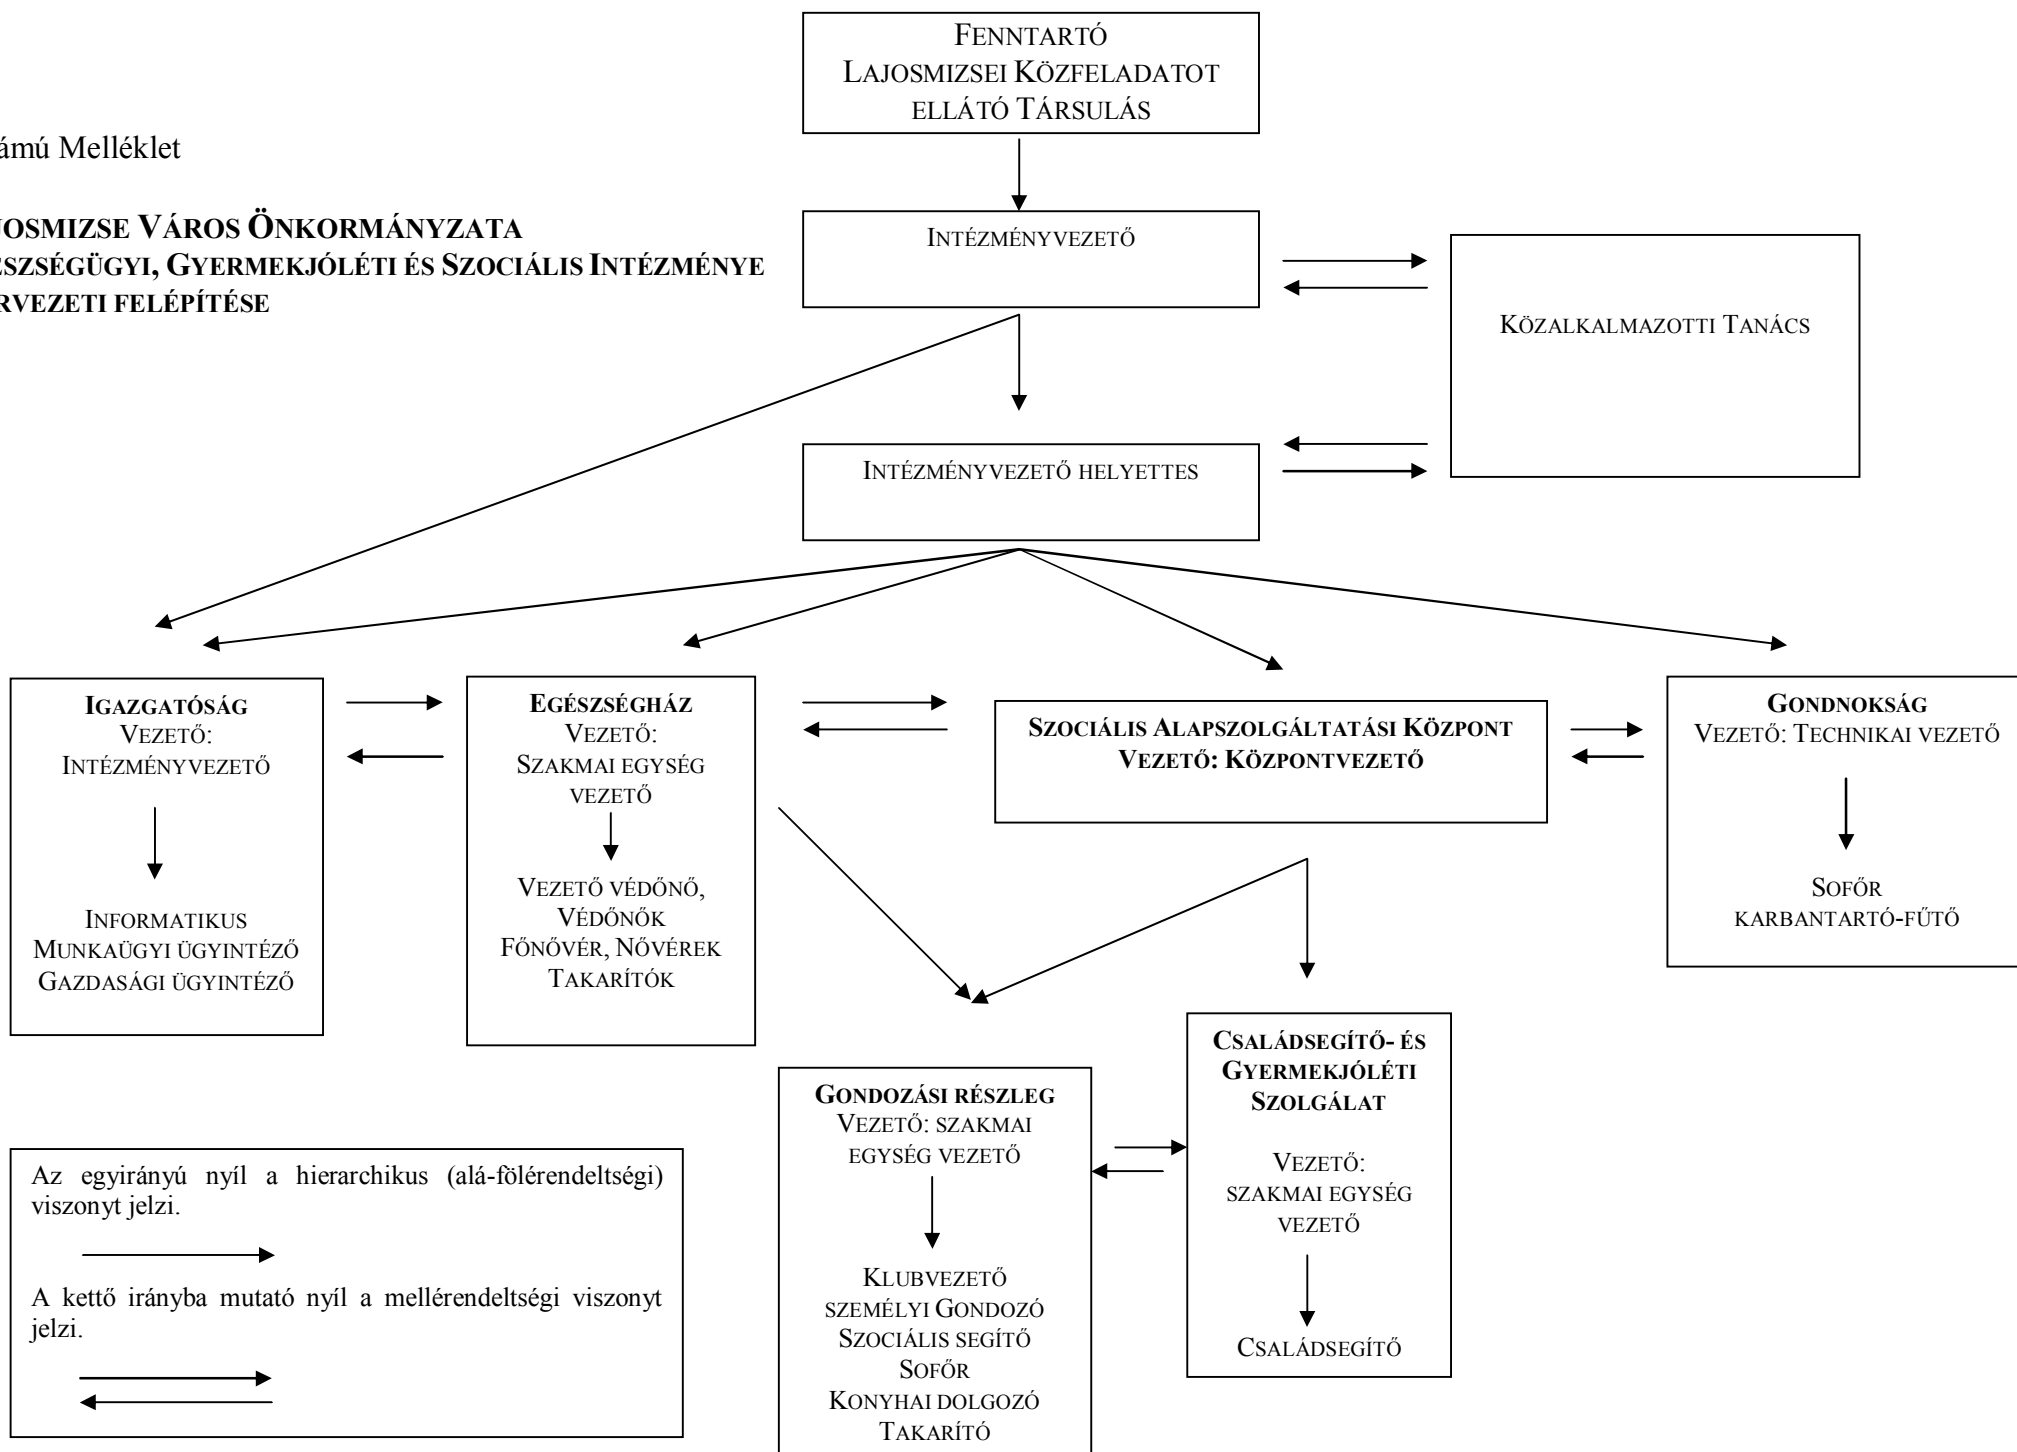 FENNTARTÓ
LAJOSMIZSEI KÖZFELADATOT
ELLÁTÓ TÁRSULÁS
ámú Melléklet
JOSMIZSE VÁROS ÖNKORMÁNYZATA
ÉSZSÉGÜGYI, GYERMEKJÓLÉTI ÉS SZOCIÁLIS INTÉZMÉNYE
RVEZETI FELÉPÍTÉSE
INTÉZMÉNYVEZETŐ
KÖZALKALMAZOTTI TANÁCS
INTÉZMÉNYVEZETŐ HELYETTES
IGAZGATÓSÁG
VEZETŐ:
INTÉZMÉNYVEZETŐ
INFORMATIKUS
MUNKAÜGYI ÜGYINTÉZŐ
GAZDASÁGI ÜGYINTÉZŐ
EGÉSZSÉGHÁZ
VEZETŐ:
SZAKMAI EGYSÉG
VEZETŐ
VEZETŐ VÉDŐNŐ,
VÉDŐNŐK
FŐNŐVÉR, NŐVÉREK
TAKARÍTÓK
SZOCIÁLIS ALAPSZOLGÁLTATÁSI KÖZPONT
VEZETŐ: KÖZPONTVEZETŐ
GONDNOKSÁG
VEZETŐ: TECHNIKAI VEZETŐ
SOFŐR
KARBANTARTÓ-FŰTŐ
GONDOZÁSI RÉSZLEG
VEZETŐ: SZAKMAI
EGYSÉG VEZETŐ
KLUBVEZETŐ
SZEMÉLYI GONDOZÓ
SZOCIÁLIS SEGÍTŐ
SOFŐR
KONYHAI DOLGOZÓ
TAKARÍTÓ
CSALÁDSEGÍTŐ- ÉS
GYERMEKJÓLÉTI
SZOLGÁLAT
VEZETŐ:
SZAKMAI EGYSÉG
VEZETŐ
CSALÁDSEGÍTŐ
Az egyirányú nyíl a hierarchikus (alá-fölérendeltségi)
viszonyt jelzi.
A kettő irányba mutató nyíl a mellérendeltségi viszonyt
jelzi.